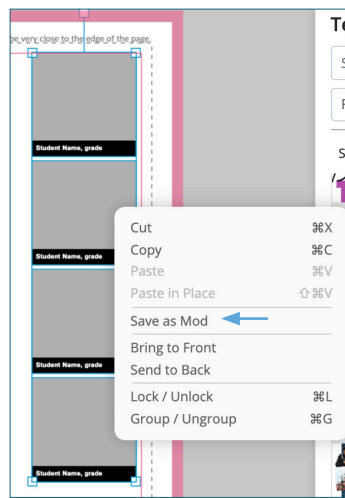 be very close to the edge of the page.
Student Name, grade
Student Name, grade
Student Name, grade
Student Name, grade
Cut ⌘X
Copy ⌘C
Paste ⌘V
Paste in Place ⇧⌘V
Save as Mod
Bring to Front
Send to Back
Lock / Unlock ⌘L
Group / Ungroup ⌘G